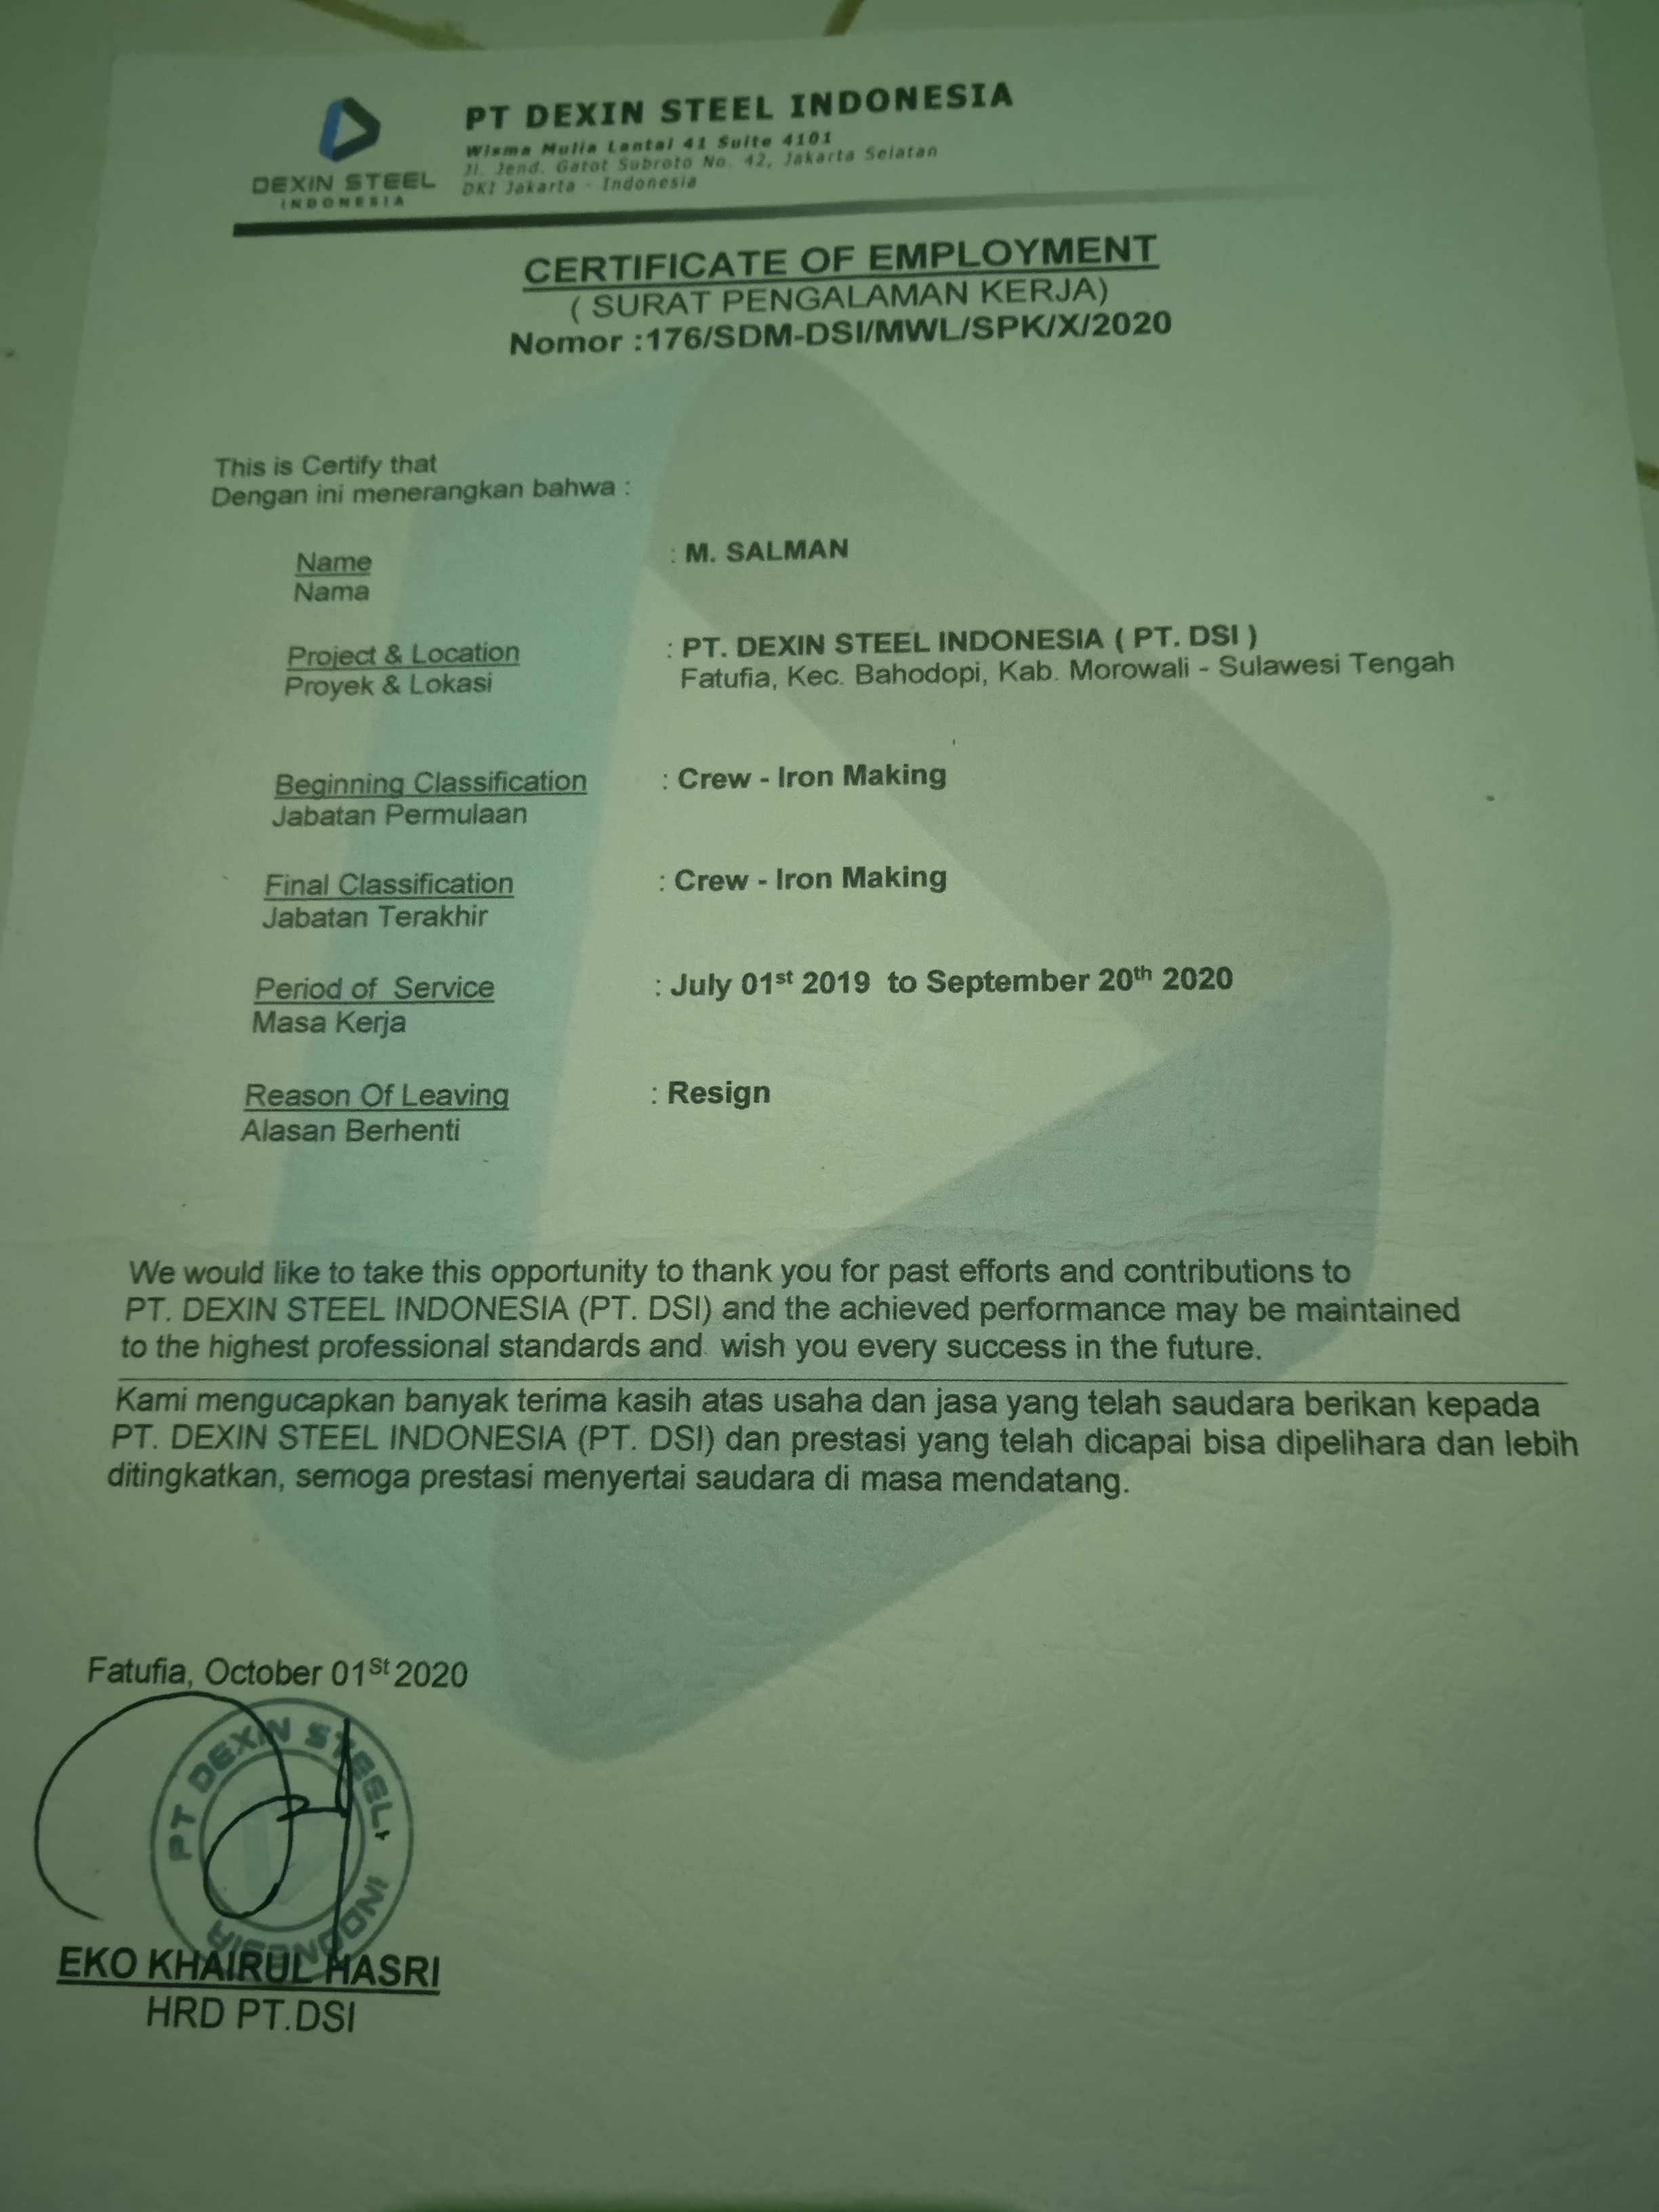 PT DEXIN STEEL INDONESIA
Wisma Mulia Lantai 41 Suite 4101
Jl. Jend. Gatot Subroto No. 42, Jakarta Selatan
DKI Jakarta - Indonesia
DEXIN STEEL
INDONESIA
CERTIFICATE OF EMPLOYMENT
( SURAT PENGALAMAN KERJA)
Nomor :176/SDM-DSI/MWL/SPK/X/2020
This is Certify that
Dengan ini menerangkan bahwa :
Name : M. SALMAN
Nama
Project & Location : PT. DEXIN STEEL INDONESIA ( PT. DSI )
Proyek & Lokasi Fatufia, Kec. Bahodopi, Kab. Morowali - Sulawesi Tengah
Beginning Classification : Crew - Iron Making
Jabatan Permulaan
Final Classification : Crew - Iron Making
Jabatan Terakhir
Period of Service : July 01st 2019 to September 20th 2020
Masa Kerja
Reason Of Leaving : Resign
Alasan Berhenti
We would like to take this opportunity to thank you for past efforts and contributions to
PT. DEXIN STEEL INDONESIA (PT. DSI) and the achieved performance may be maintained
to the highest professional standards and wish you every success in the future.
Kami mengucapkan banyak terima kasih atas usaha dan jasa yang telah saudara berikan kepada
PT. DEXIN STEEL INDONESIA (PT. DSI) dan prestasi yang telah dicapai bisa dipelihara dan lebih
ditingkatkan, semoga prestasi menyertai saudara di masa mendatang.
Fatufia, October 01St 2020
PT DEXIN STEEL INDONESIA
EKO KHAIRUL HASRI
HRD PT.DSI